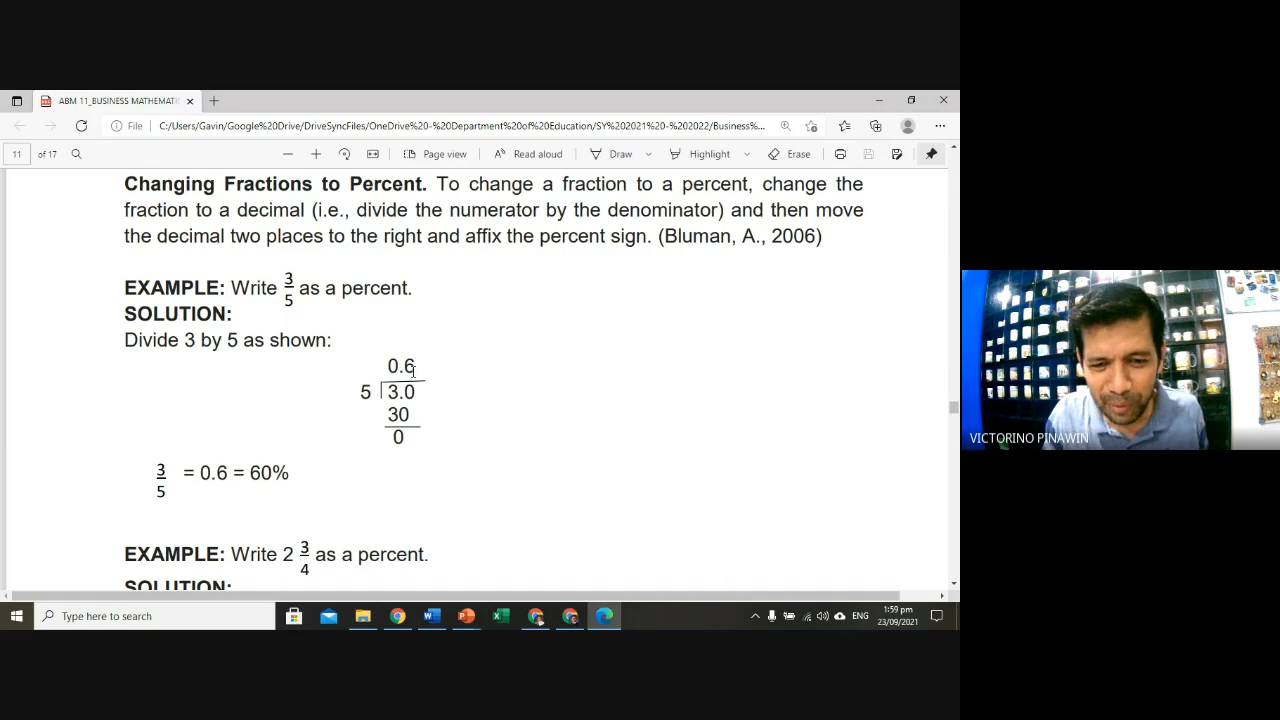 ABM 11_BUSINESS MATHEMATI
File C:/Users/Gavin/Google%20Drive/DriveSyncFiles/OneDrive%20-%20Department%20of%20Education/SY%202021%20-%202022/Business%...
11 of 17 Page view Read aloud Draw Highlight Erase
Changing Fractions to Percent. To change a fraction to a percent, change the
fraction to a decimal (i.e., divide the numerator by the denominator) and then move
the decimal two places to the right and affix the percent sign. (Bluman, A., 2006)
EXAMPLE: Write 3/5 as a percent.
SOLUTION:
Divide 3 by 5 as shown:
0.6
5 3.0
30
0
3/5 = 0.6 = 60%
EXAMPLE: Write 2 3/4 as a percent.
SOLUTION:
VICTORINO PINAWIN
Type here to search
ENG
1:59 pm
23/09/2021